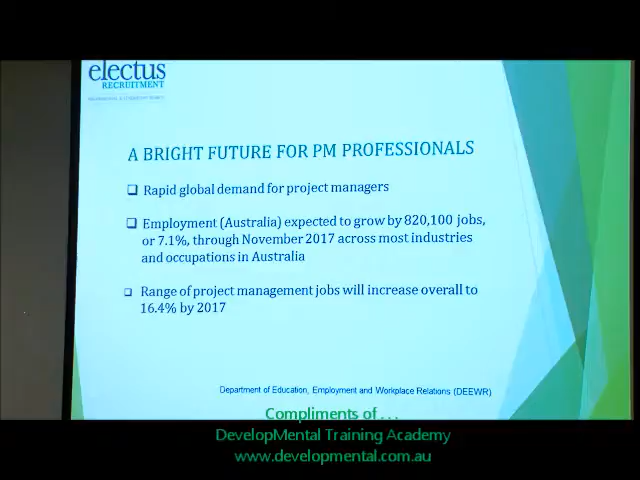 electus
RECRUITMENT
A BRIGHT FUTURE FOR PM PROFESSIONALS
❑ Rapid global demand for project managers
❑ Employment (Australia) expected to grow by 820,100 jobs,
or 7.1%, through November 2017 across most industries
and occupations in Australia
❑ Range of project management jobs will increase overall to
16.4% by 2017
Department of Education, Employment and Workplace Relations (DEEWR)
Compliments of . . .
DevelopMental Training Academy
www.developmental.com.au